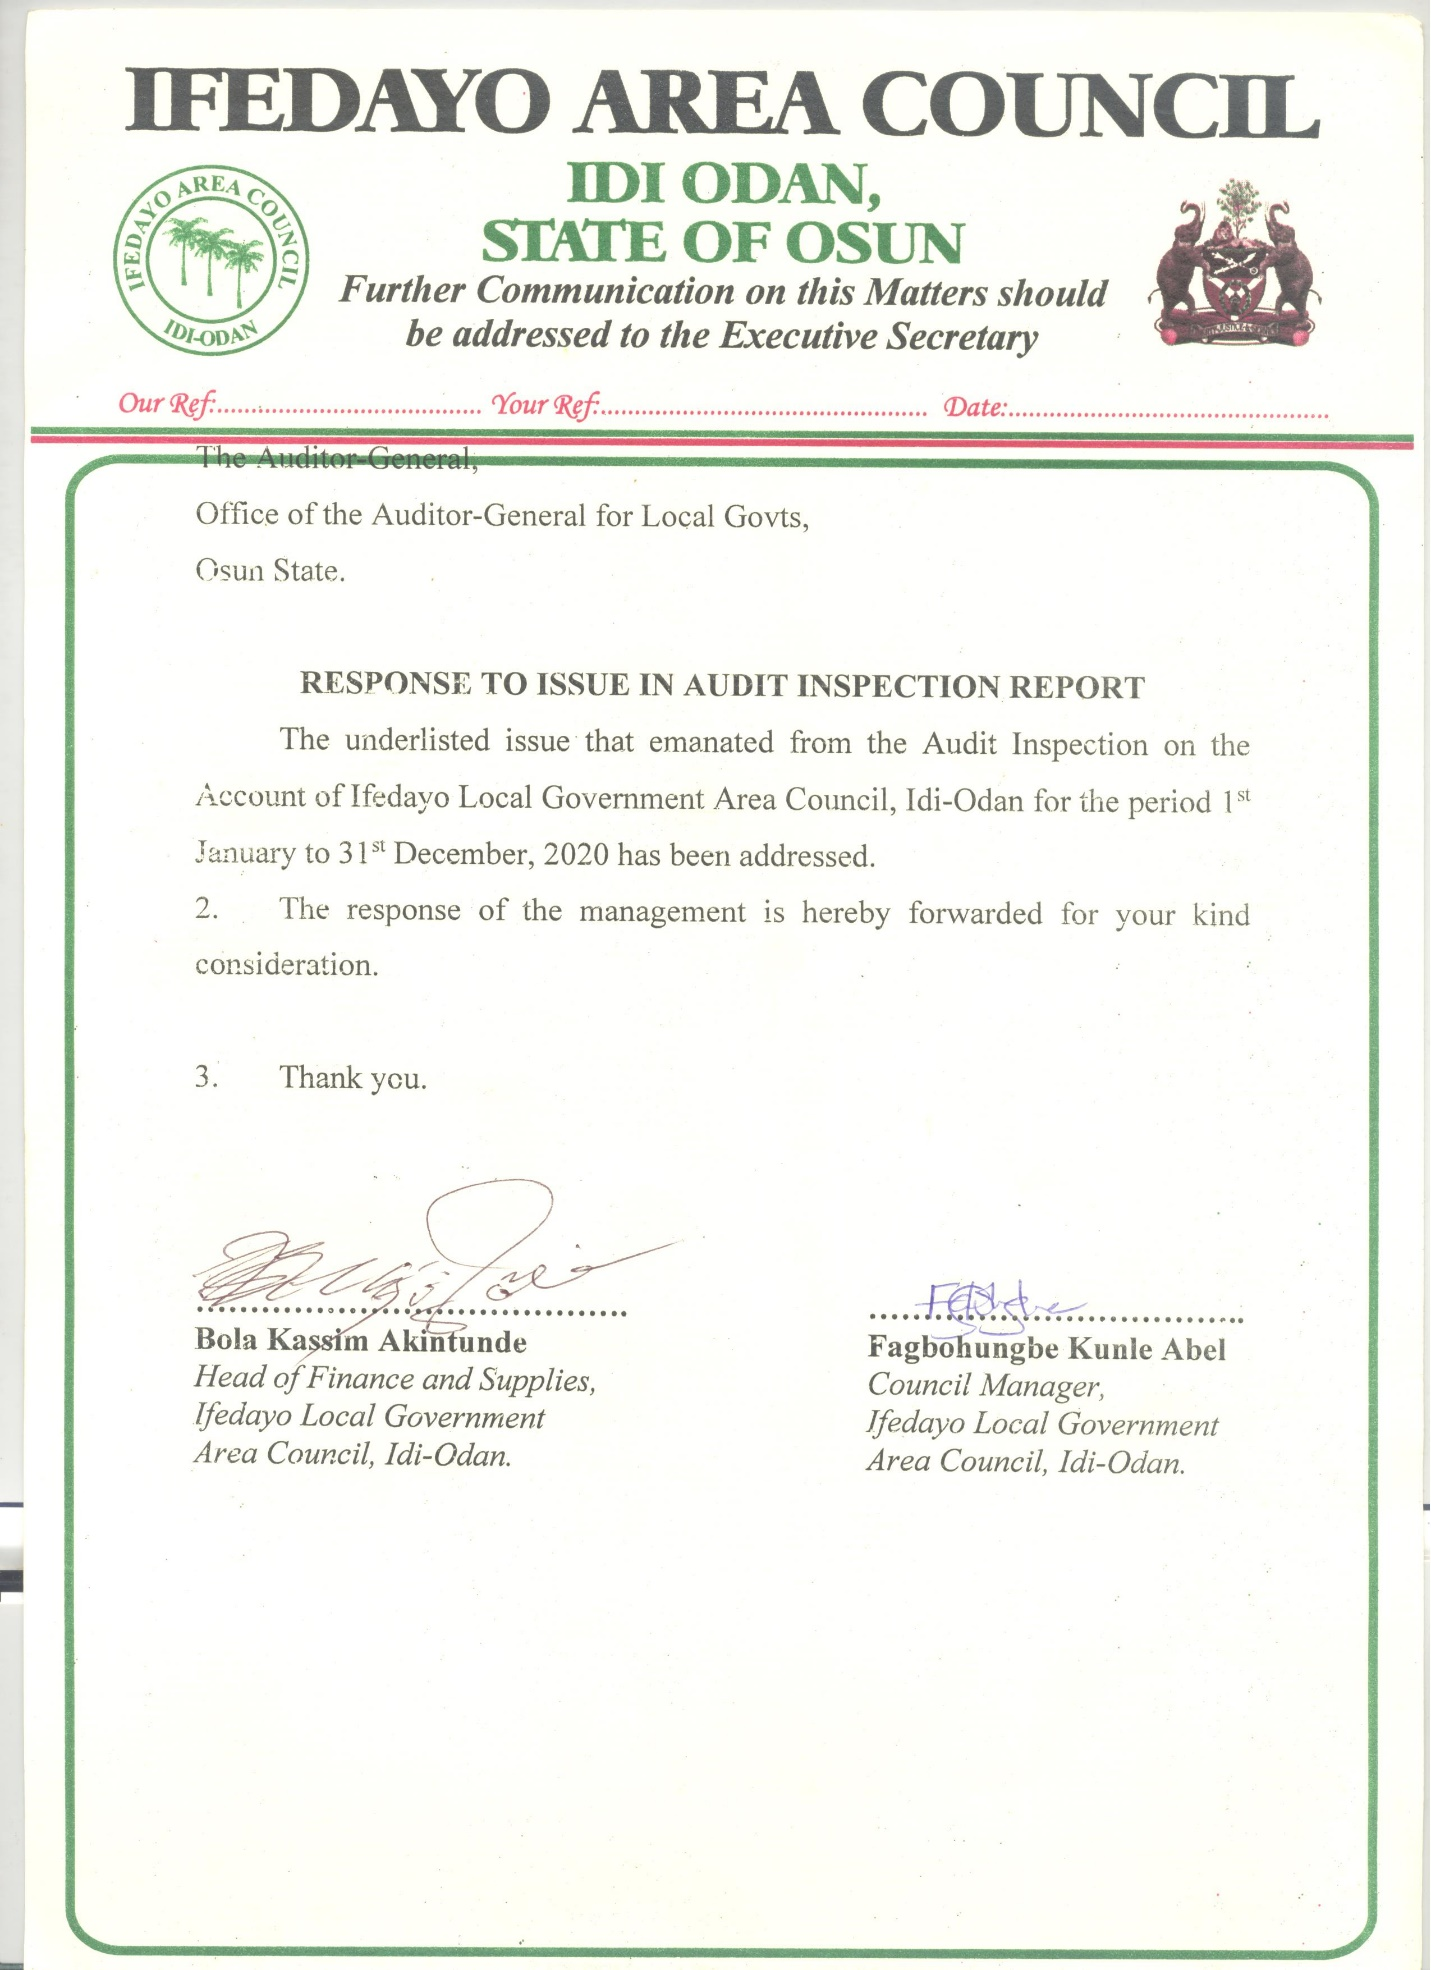 IFEDAYO AREA COUNCIL
IDI ODAN,
STATE OF OSUN
Further Communication on this Matters should
be addressed to the Executive Secretary
IFEDAYO AREA COUNCIL
IDI-ODAN
Our Ref:.......... Your Ref:.......... Date:..........
The Auditor-General,
Office of the Auditor-General for Local Govts,
Osun State.
RESPONSE TO ISSUE IN AUDIT INSPECTION REPORT
The underlisted issue that emanated from the Audit Inspection on the
Account of Ifedayo Local Government Area Council, Idi-Odan for the period 1st
January to 31st December, 2020 has been addressed.
2. The response of the management is hereby forwarded for your kind
consideration.
3. Thank you.
Bola Kassim Akintunde
Head of Finance and Supplies,
Ifedayo Local Government
Area Council, Idi-Odan.
Fagbohungbe Kunle Abel
Council Manager,
Ifedayo Local Government
Area Council, Idi-Odan.